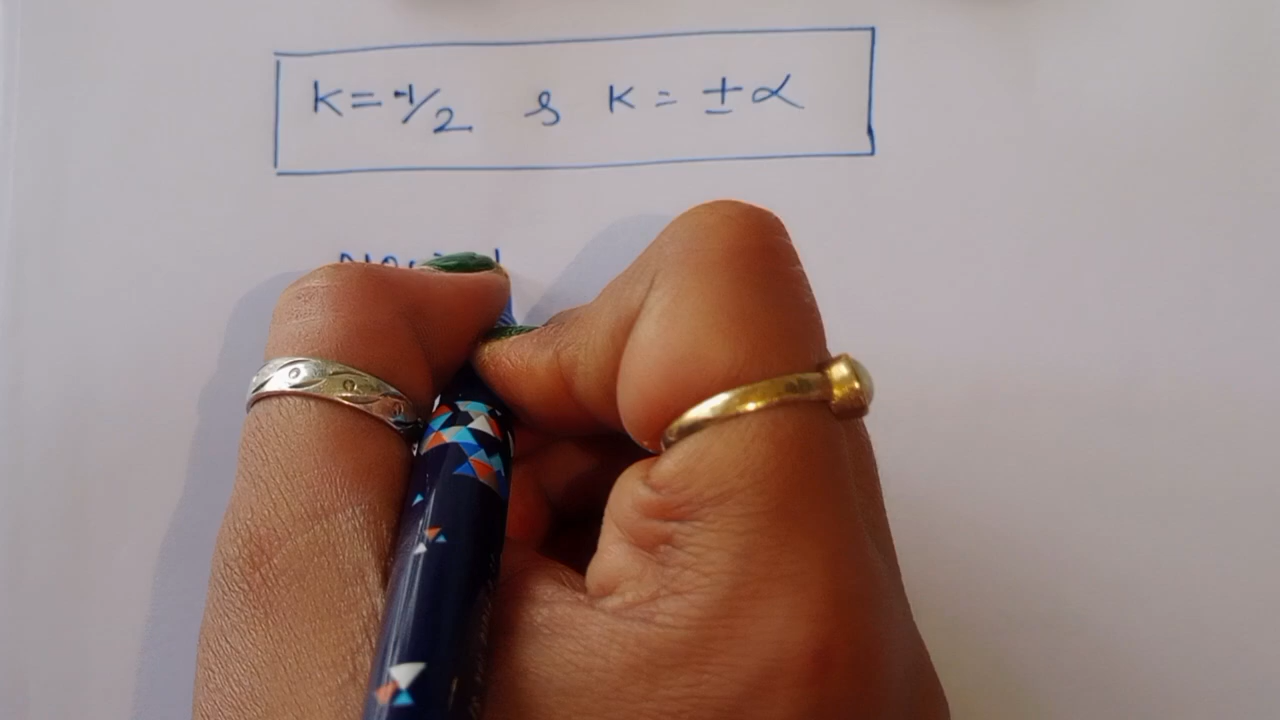 K = -1/2 & K = ±α